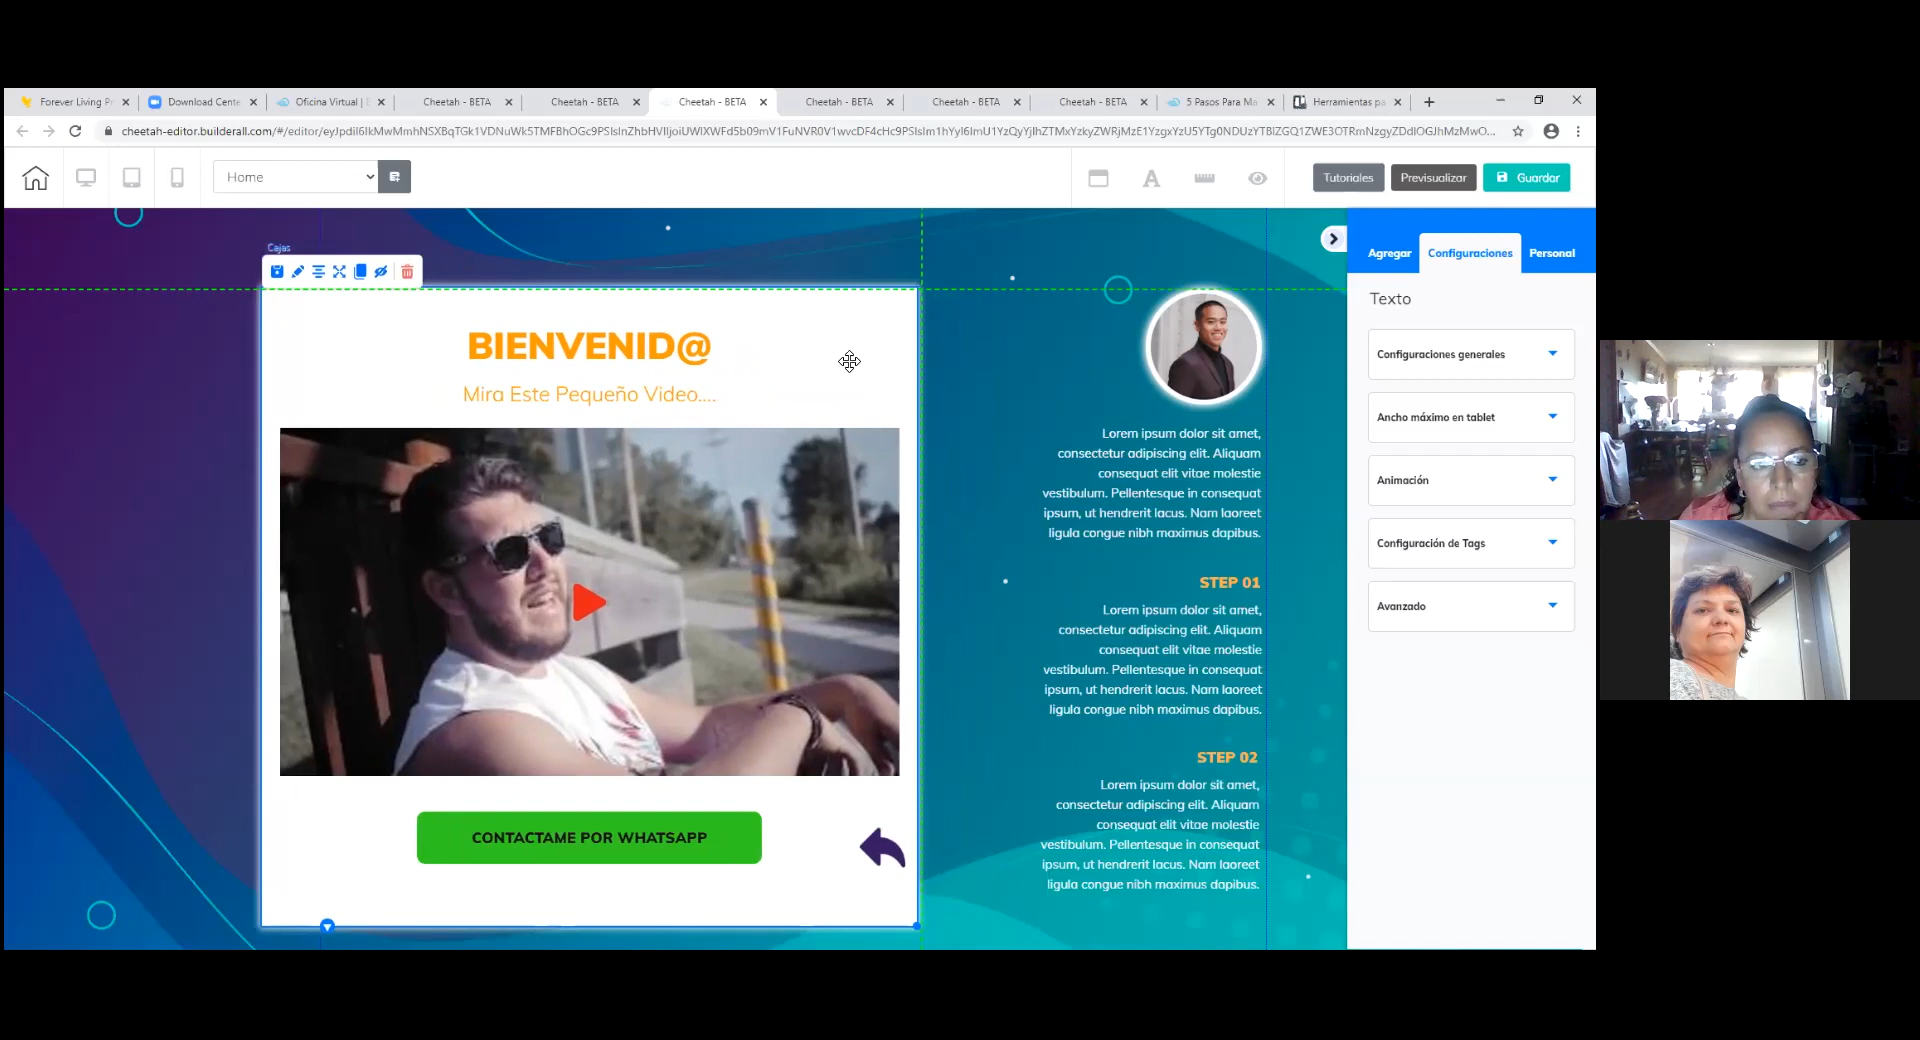 Forever Living Pr
Download Cente
Oficina Virtual |
Cheetah - BETA
Cheetah - BETA
Cheetah - BETA
Cheetah - BETA
Cheetah - BETA
Cheetah - BETA
5 Pasos Para Ma
Herramientas pa
Home
Tutoriales
Previsualizar
Guardar
Cajas
BIENVENID@
Mira Este Pequeño Video....
CONTACTAME POR WHATSAPP
Lorem ipsum dolor sit amet,
consectetur adipiscing elit. Aliquam
consequat elit vitae molestie
vestibulum. Pellentesque in consequat
ipsum, ut hendrerit lacus. Nam laoreet
ligula congue nibh maximus dapibus.
STEP 01
Lorem ipsum dolor sit amet,
consectetur adipiscing elit. Aliquam
consequat elit vitae molestie
vestibulum. Pellentesque in consequat
ipsum, ut hendrerit lacus. Nam laoreet
ligula congue nibh maximus dapibus.
STEP 02
Lorem ipsum dolor sit amet,
consectetur adipiscing elit. Aliquam
consequat elit vitae molestie
vestibulum. Pellentesque in consequat
ipsum, ut hendrerit lacus. Nam laoreet
ligula congue nibh maximus dapibus.
Agregar
Configuraciones
Personal
Texto
Configuraciones generales
Ancho máximo en tablet
Animación
Configuración de Tags
Avanzado